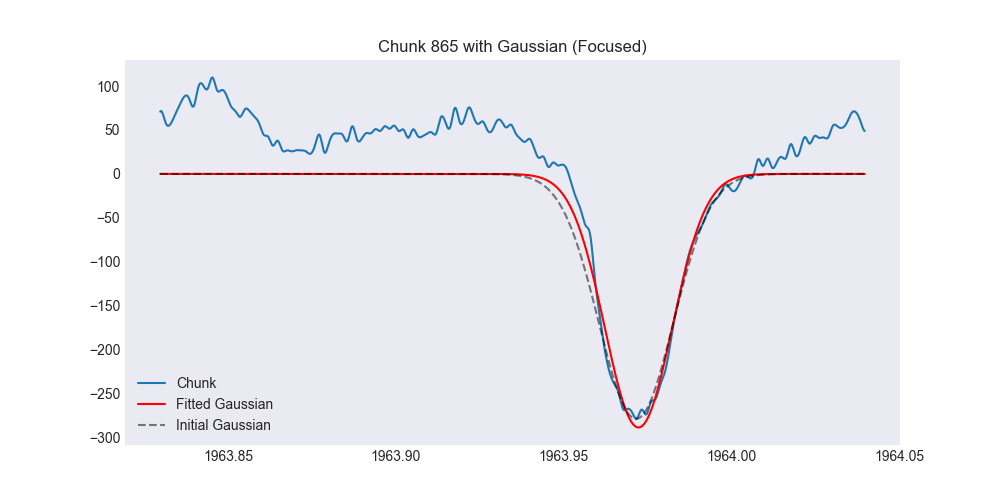 Chunk 865 with Gaussian (Focused)
100
50
0
−50
−100
−150
−200
−250
−300
Chunk
Fitted Gaussian
Initial Gaussian
1963.85 1963.90 1963.95 1964.00 1964.05